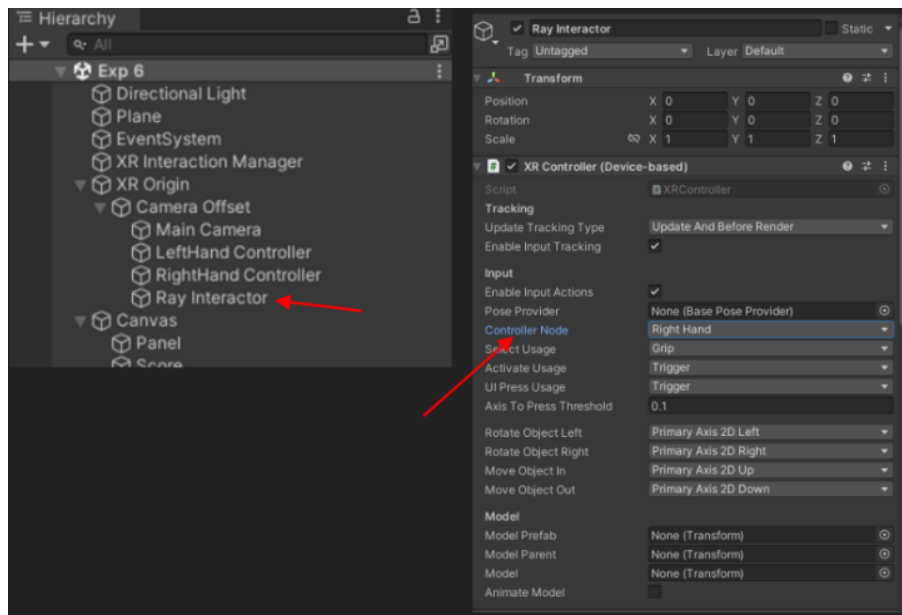 Hierarchy
All
Exp 6
Directional Light
Plane
EventSystem
XR Interaction Manager
XR Origin
Camera Offset
Main Camera
LeftHand Controller
RightHand Controller
Ray Interactor
Canvas
Panel
Score
Ray Interactor Static
Tag Untagged Layer Default
Transform
Position X 0 Y 0 Z 0
Rotation X 0 Y 0 Z 0
Scale X 1 Y 1 Z 1
# XR Controller (Device-based)
Script XRController
Tracking
Update Tracking Type Update And Before Render
Enable Input Tracking
Input
Enable Input Actions
Pose Provider None (Base Pose Provider)
Controller Node Right Hand
Select Usage Grip
Activate Usage Trigger
UI Press Usage Trigger
Axis To Press Threshold 0.1
Rotate Object Left Primary Axis 2D Left
Rotate Object Right Primary Axis 2D Right
Move Object In Primary Axis 2D Up
Move Object Out Primary Axis 2D Down
Model
Model Prefab None (Transform)
Model Parent None (Transform)
Model None (Transform)
Animate Model